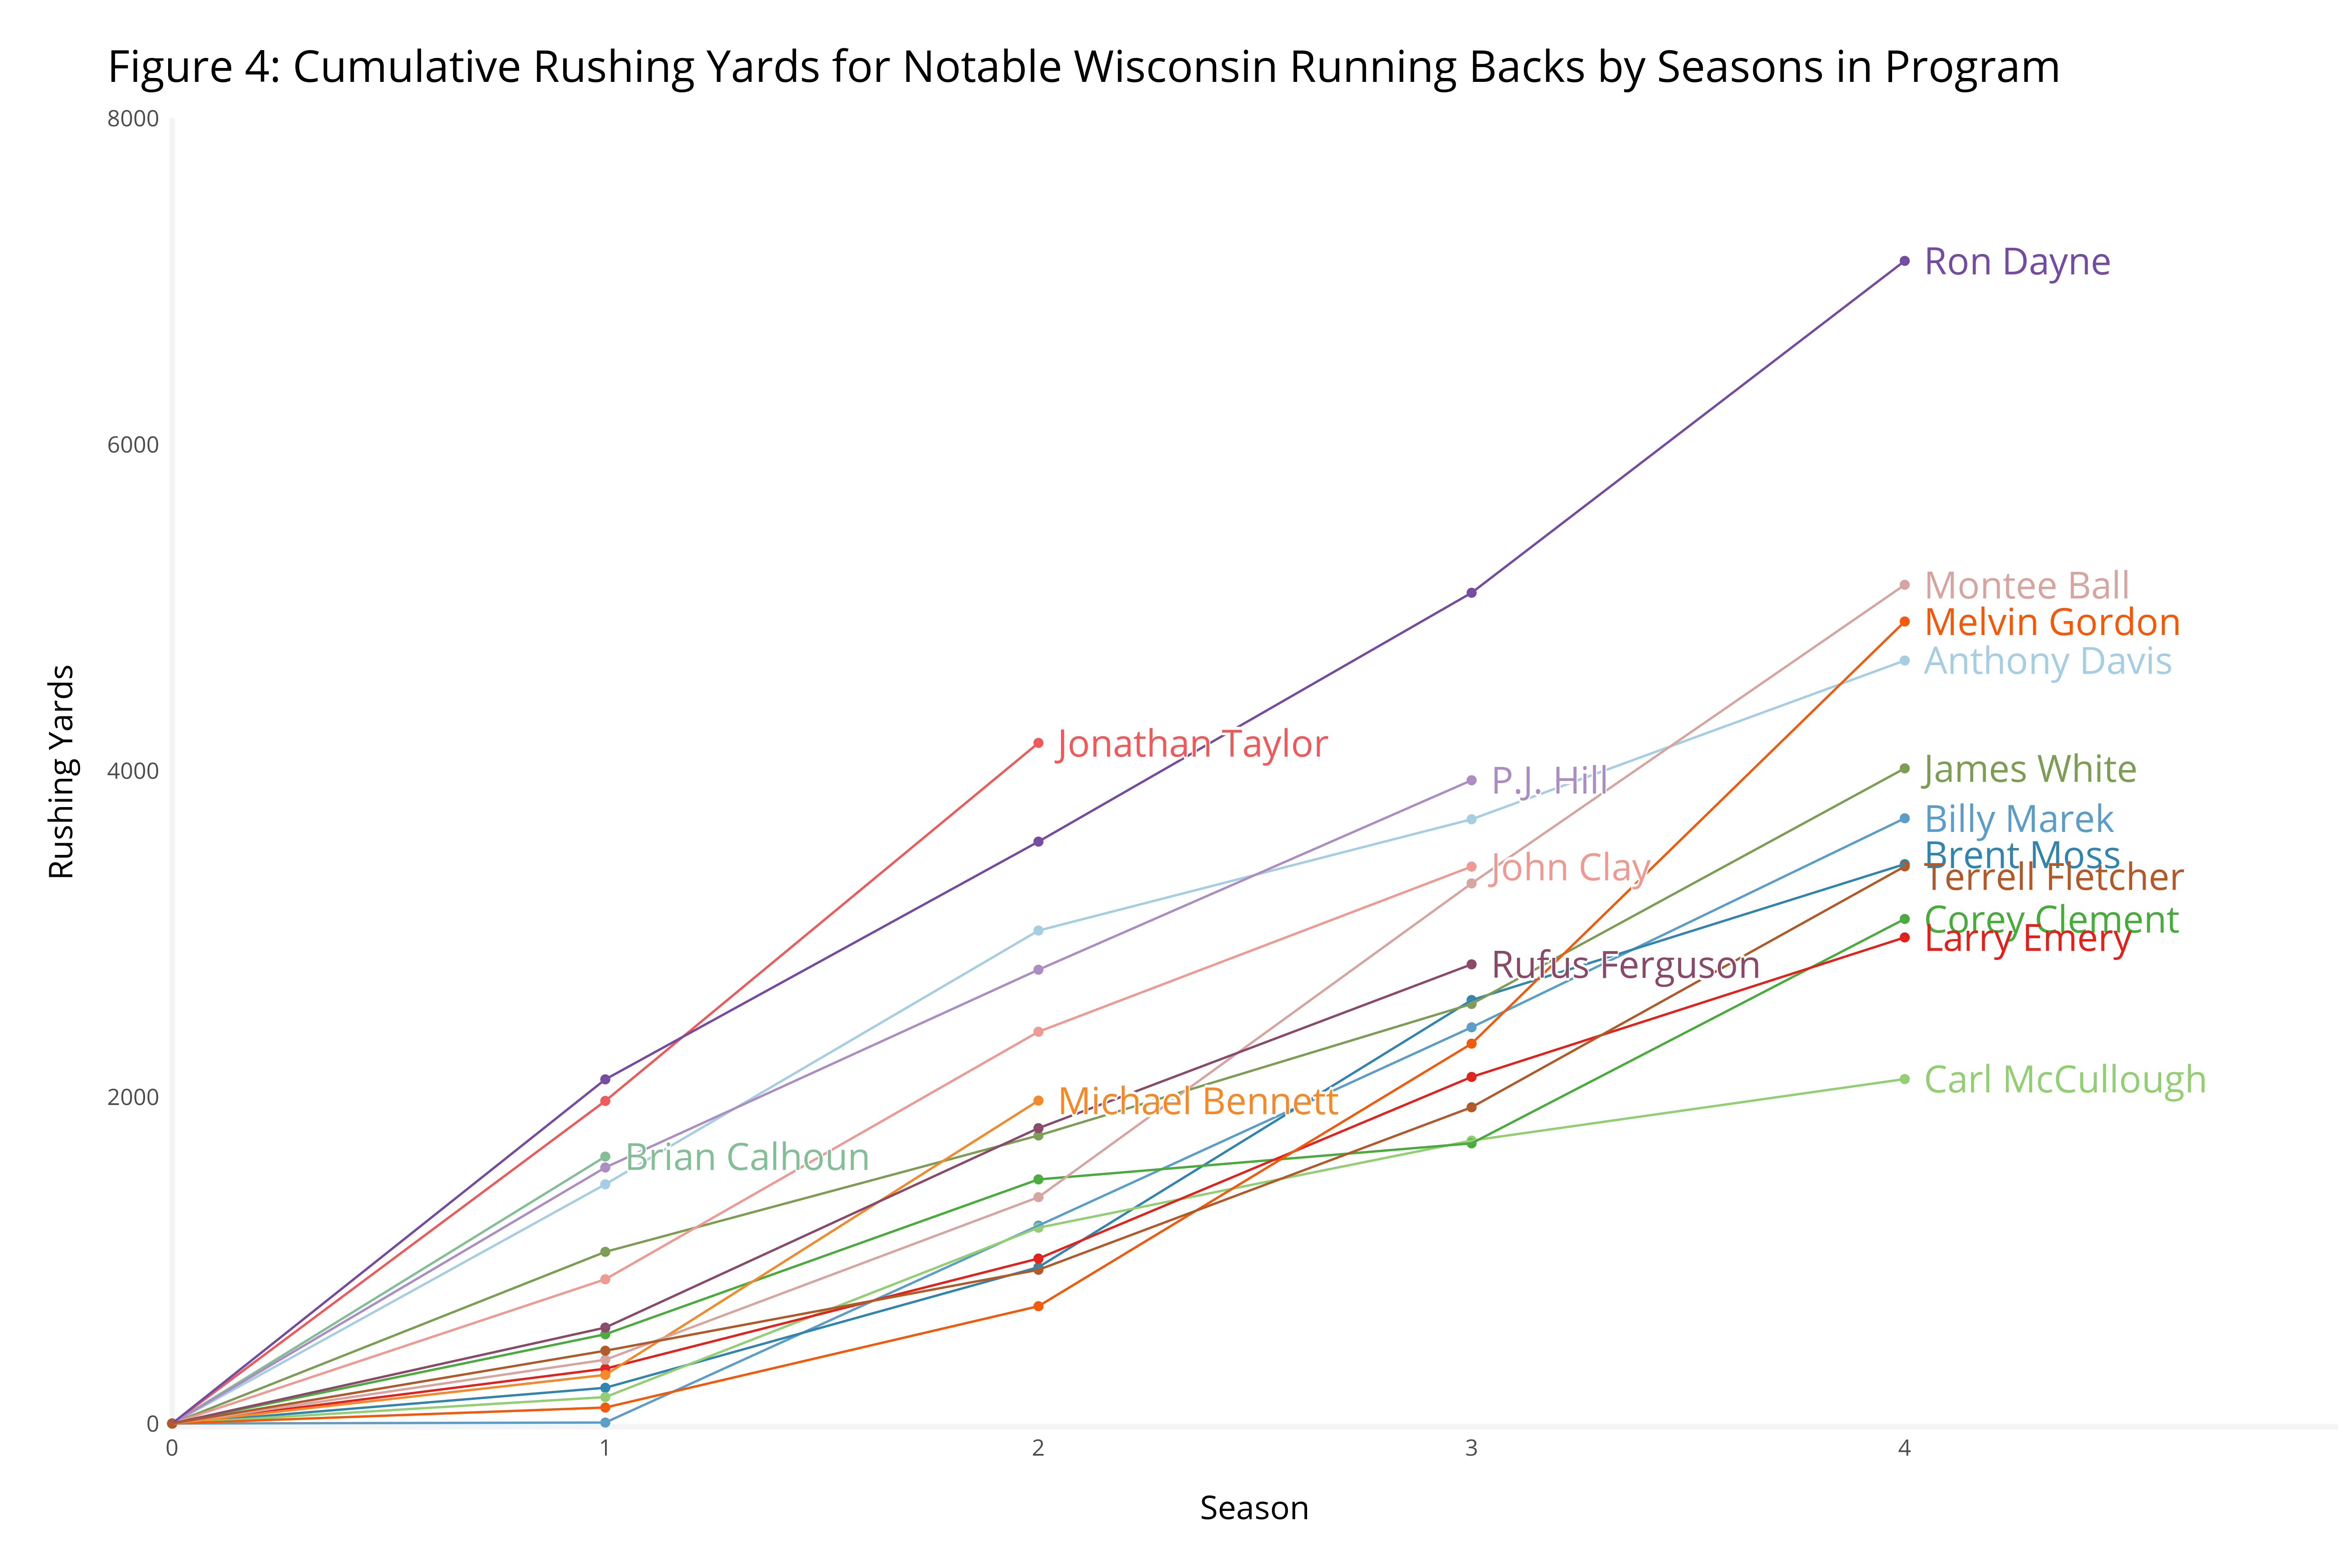 Figure 4: Cumulative Rushing Yards for Notable Wisconsin Running Backs by Seasons in Program
8000
Ron Dayne
6000
Montee Ball
Melvin Gordon
Anthony Davis
Jonathan Taylor
4000
James White
P.J. Hill
Billy Marek
Brent Moss
John Clay
Terrell Fletcher
Corey Clement
Larry Emery
Rufus Ferguson
Rushing Yards
Carl McCullough
2000
Michael Bennett
Brian Calhoun
0
0 1 2 3 4
Season